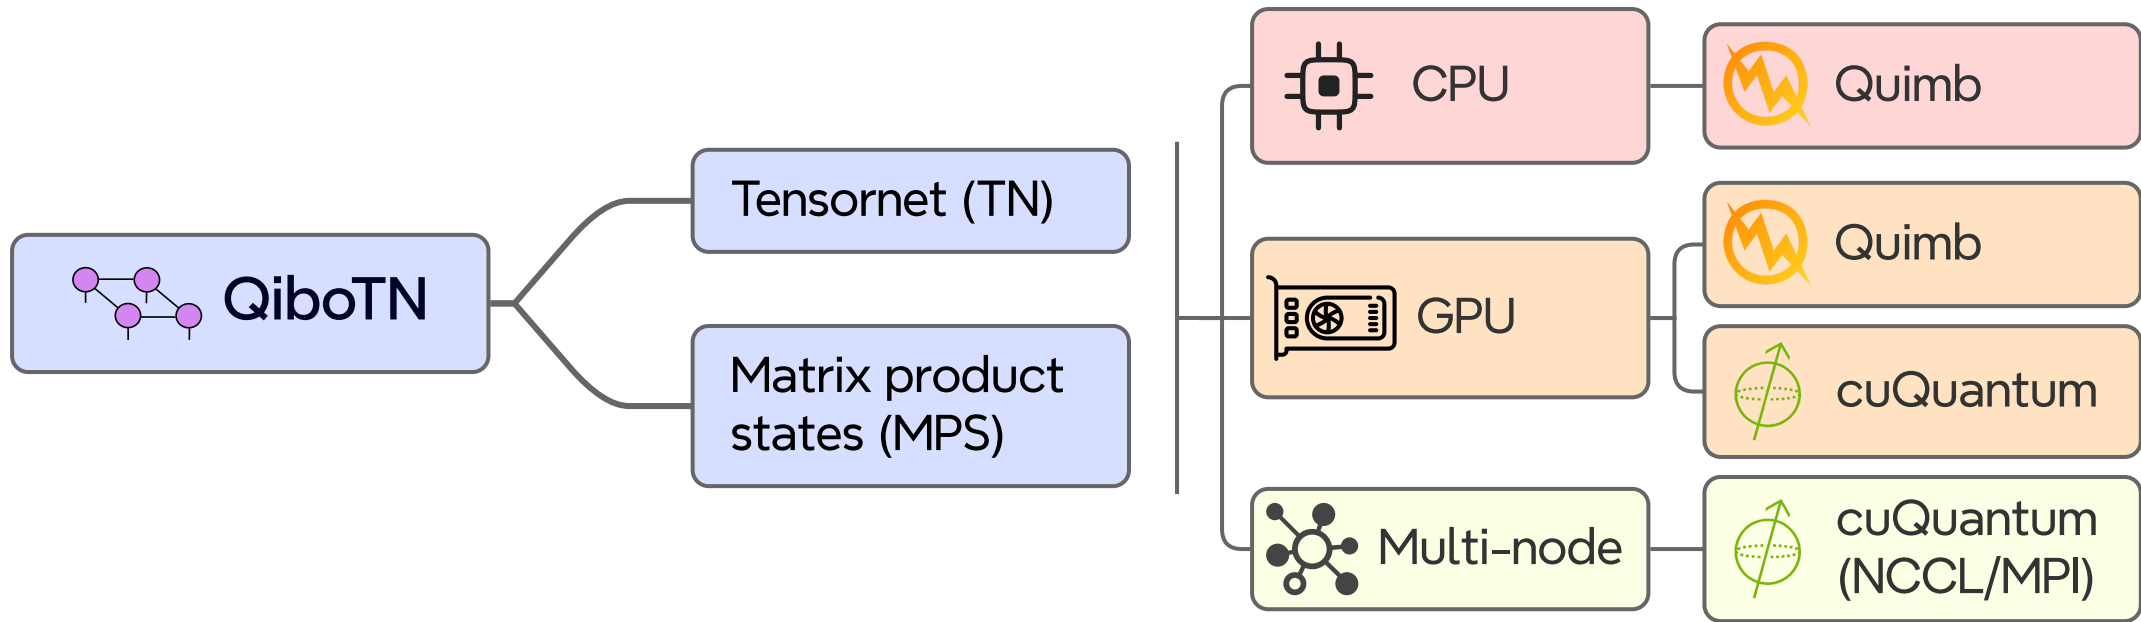 QiboTN
Tensornet (TN)
Matrix product
states (MPS)
CPU
GPU
Multi-node
Quimb
Quimb
cuQuantum
cuQuantum
(NCCL/MPI)